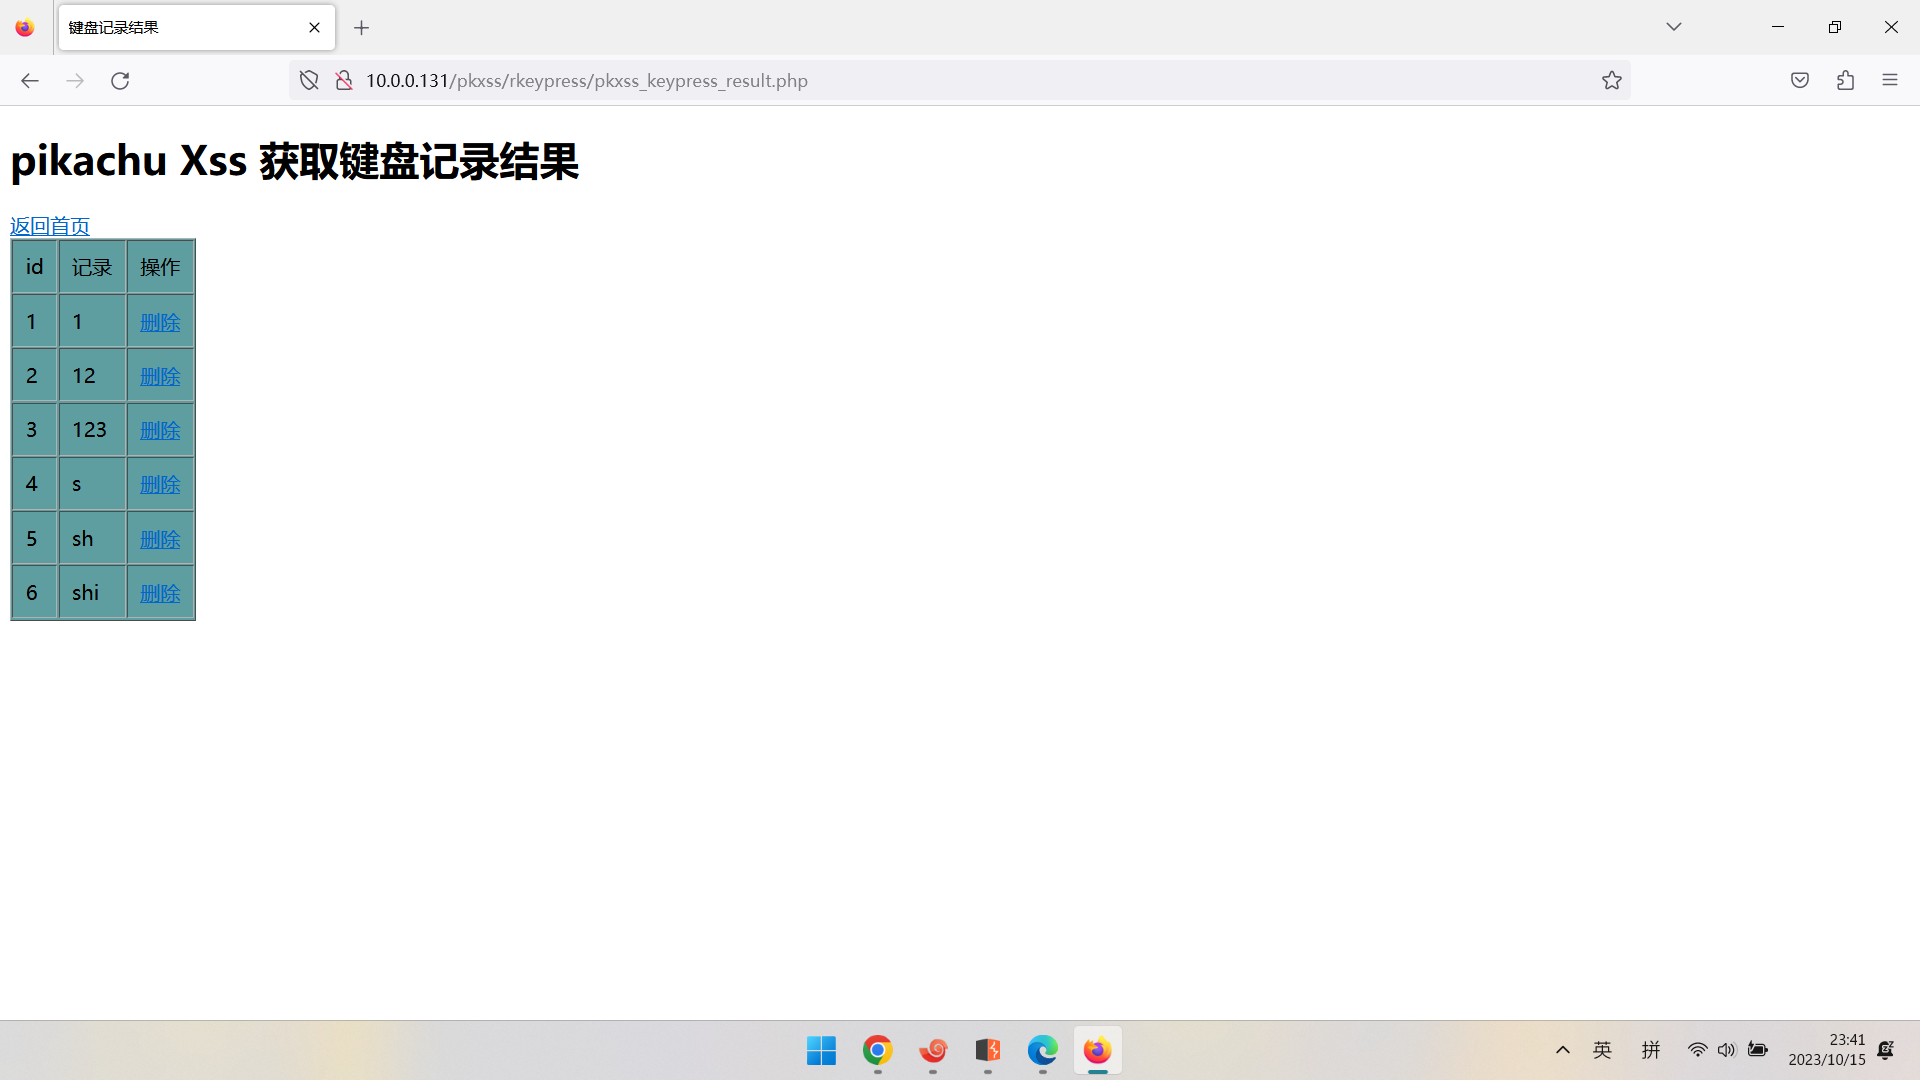 键盘记录结果
10.0.0.131/pkxss/rkeypress/pkxss_keypress_result.php
pikachu Xss 获取键盘记录结果
返回首页
id 记录 操作
1 1 删除
2 12 删除
3 123 删除
4 s 删除
5 sh 删除
6 shi 删除
英 拼 23:41
2023/10/15